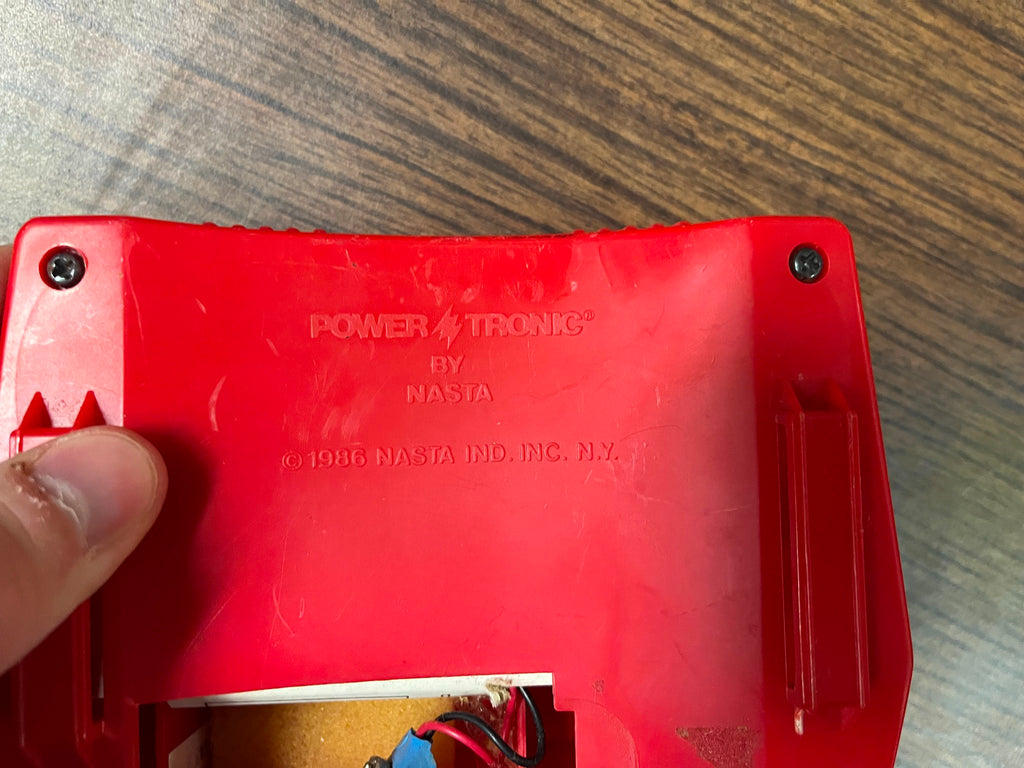 POWER TRONIC®
BY
NASTA
© 1986 NASTA IND. INC. N.Y.